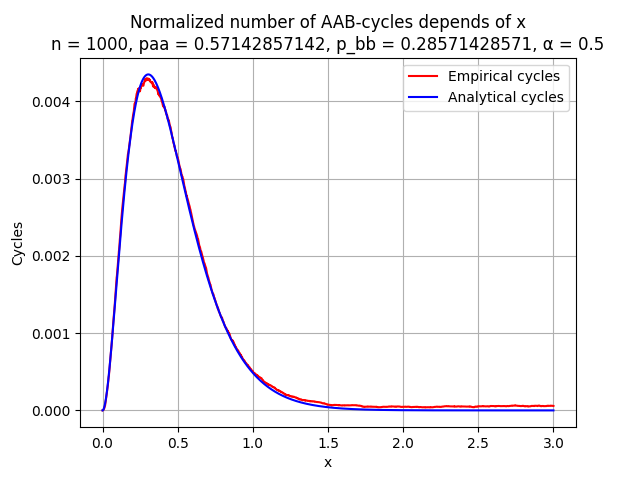 Normalized number of AAB-cycles depends of x
n = 1000, paa = 0.57142857142, p_bb = 0.28571428571, α = 0.5
Empirical cycles
Analytical cycles
Cycles
0.004
0.003
0.002
0.001
0.000
0.0 0.5 1.0 1.5 2.0 2.5 3.0
x